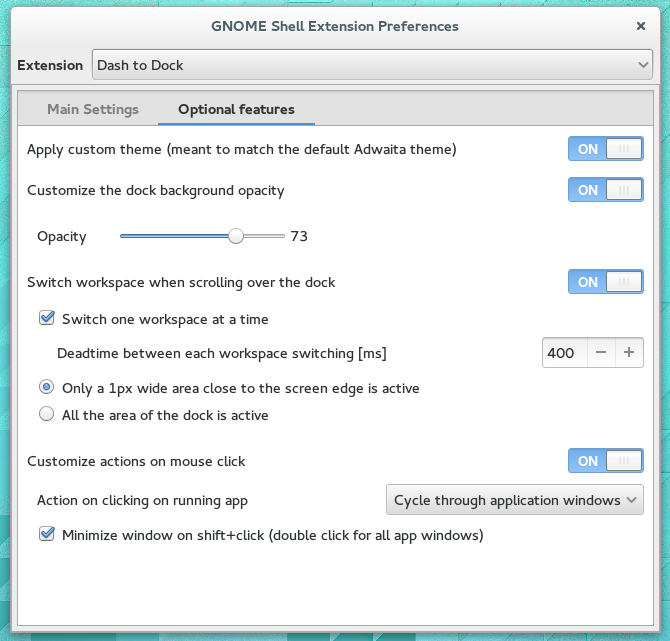 GNOME Shell Extension Preferences
Extension Dash to Dock
Main Settings Optional features
Apply custom theme (meant to match the default Adwaita theme) ON
Customize the dock background opacity ON
Opacity 73
Switch workspace when scrolling over the dock ON
Switch one workspace at a time
Deadtime between each workspace switching [ms] 400
Only a 1px wide area close to the screen edge is active
All the area of the dock is active
Customize actions on mouse click ON
Action on clicking on running app Cycle through application windows
Minimize window on shift+click (double click for all app windows)